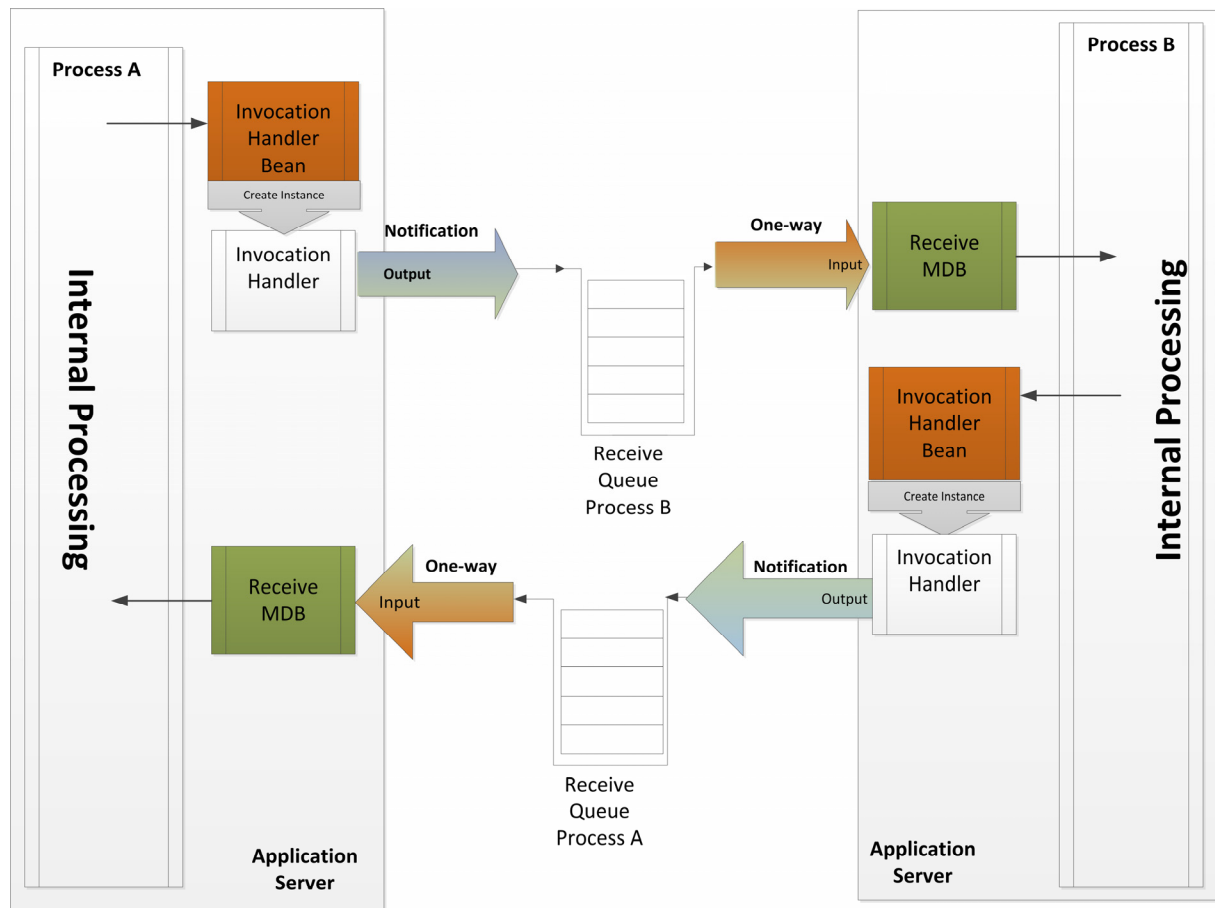 Process A
Internal Processing
Invocation
Handler
Bean
Create Instance
Invocation
Handler
Notification
Output
Receive
Queue
Process B
One-way
Input
Receive
MDB
Process B
Internal Processing
Invocation
Handler
Bean
Create Instance
Invocation
Handler
Notification
Output
Receive
Queue
Process A
One-way
Input
Receive
MDB
Application
Server
Application
Server